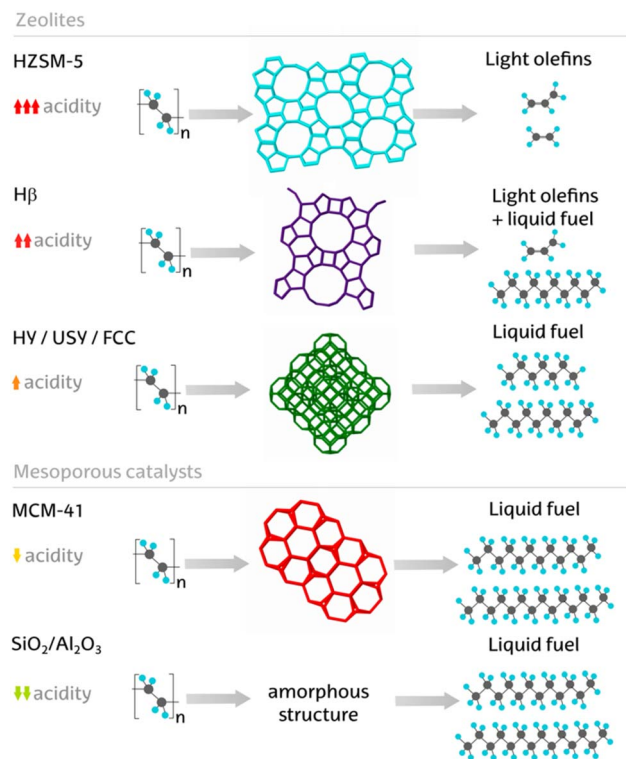 Zeolites
HZSM-5
Light olefins
acidity
n
Hβ
Light olefins
+ liquid fuel
acidity
n
HY / USY / FCC
Liquid fuel
acidity
n
Mesoporous catalysts
MCM-41
Liquid fuel
acidity
n
SiO₂/Al₂O₃
Liquid fuel
acidity
n
amorphous
structure